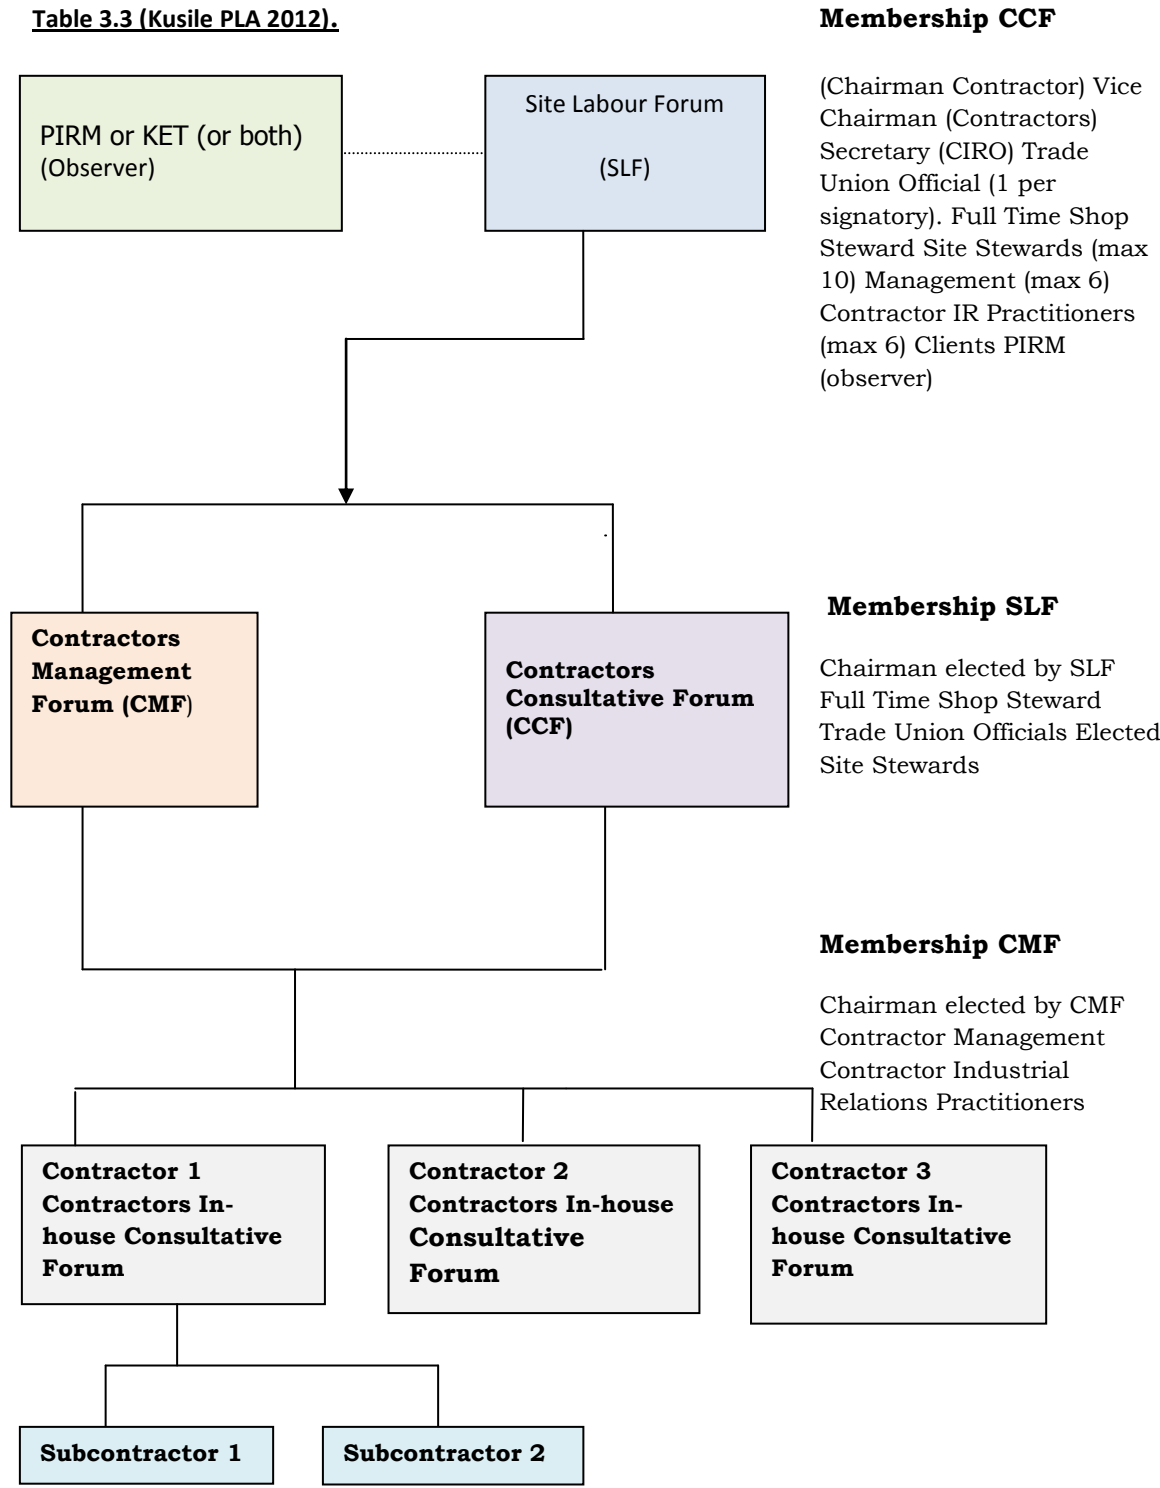 Table 3.3 (Kusile PLA 2012).
Membership CCF
(Chairman Contractor) Vice
Chairman (Contractors)
Secretary (CIRO) Trade
Union Official (1 per
signatory). Full Time Shop
Steward Site Stewards (max
10) Management (max 6)
Contractor IR Practitioners
(max 6) Clients PIRM
(observer)
PIRM or KET (or both)
(Observer)
Site Labour Forum
(SLF)
Contractors
Management
Forum (CMF)
Contractors
Consultative Forum
(CCF)
Membership SLF
Chairman elected by SLF
Full Time Shop Steward
Trade Union Officials Elected
Site Stewards
Membership CMF
Chairman elected by CMF
Contractor Management
Contractor Industrial
Relations Practitioners
Contractor 1
Contractors In-
house Consultative
Forum
Contractor 2
Contractors In-house
Consultative
Forum
Contractor 3
Contractors In-
house Consultative
Forum
Subcontractor 1
Subcontractor 2